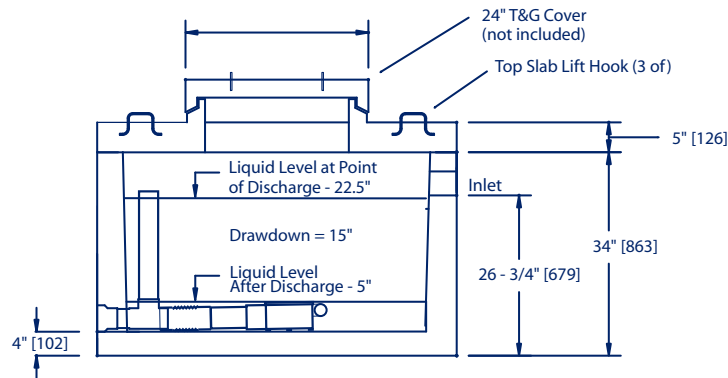 24" T&G Cover
(not included)
Top Slab Lift Hook (3 of)
5" [126]
Liquid Level at Point
of Discharge - 22.5"
Inlet
Drawdown = 15"
34" [863]
26 - 3/4" [679]
Liquid Level
After Discharge - 5"
4" [102]